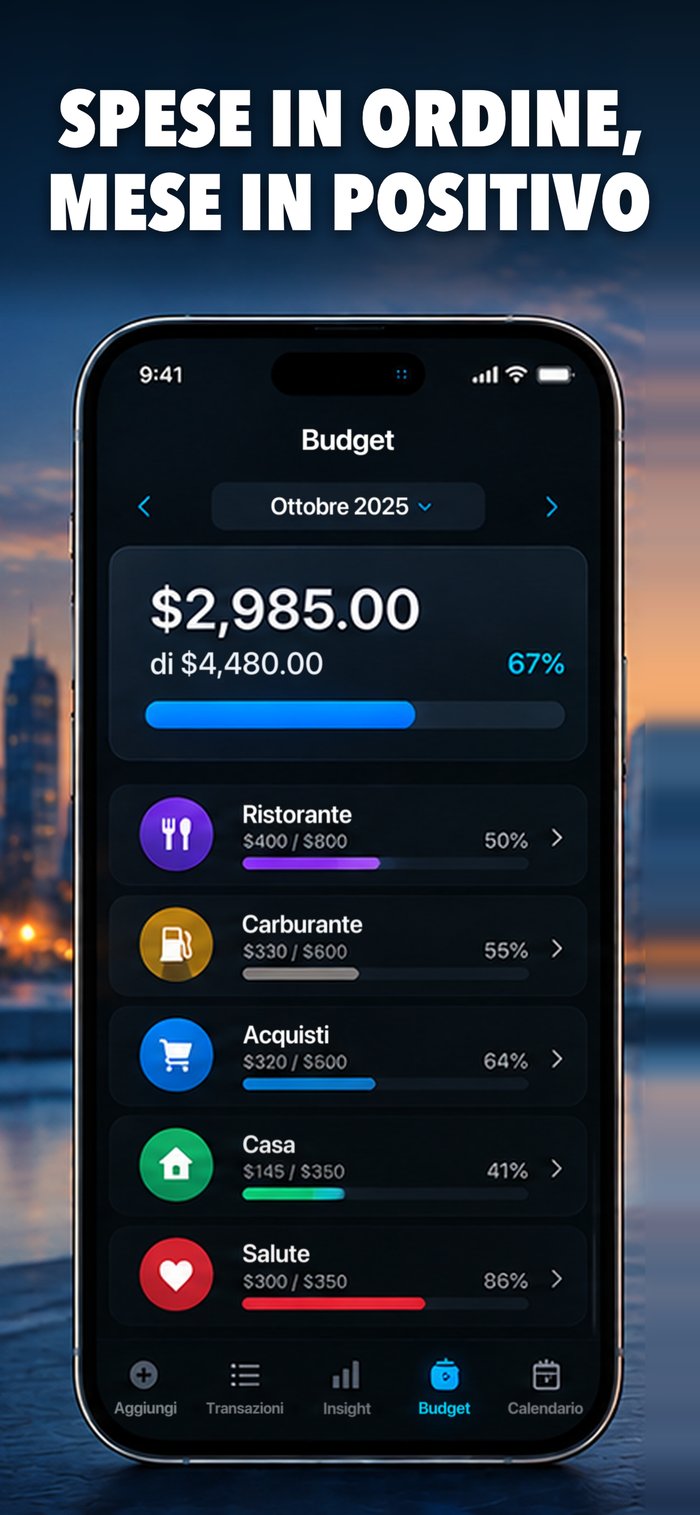 SPESE IN ORDINE,
MESE IN POSITIVO
9:41
Budget
Ottobre 2025
$2,985.00
di $4,480.00
67%
Ristorante
$400 / $800
50%
Carburante
$330 / $600
55%
Acquisti
$320 / $600
64%
Casa
$145 / $350
41%
Salute
$300 / $350
86%
Aggiungi
Transazioni
Insight
Budget
Calendario